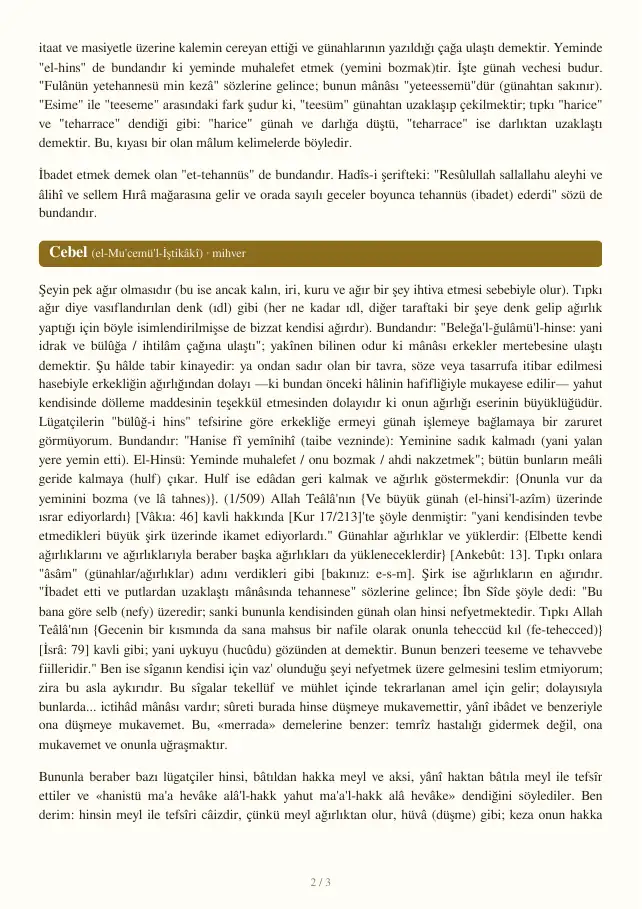 itaat ve masiyetle üzerine kalemin cereyan ettiği ve günahlarının yazıldığı çağa ulaştı demektir. Yeminde
"el-hins" de bundandır ki yeminde muhalefet etmek (yemini bozmak)tir. İşte günah vechesi budur.
"Fulânün yetehannesü min kezâ" sözlerine gelince; bunun mânâsı "yeteessemü"dür (günahtan sakınır).
"Esime" ile "teeseme" arasındaki fark şudur ki, "teesüm" günahtan uzaklaşıp çekilmektir; tıpkı "harice"
ve "teharrace" dendiği gibi: "harice" günah ve darlığa düştü, "teharrace" ise darlıktan uzaklaştı
demektir. Bu, kıyası bir olan mâlum kelimelerde böyledir.
İbadet etmek demek olan "et-tehannüs" de bundandır. Hadîs-i şerifteki: "Resûlullah sallallahu aleyhi ve
âlihî ve sellem Hırâ mağarasına gelir ve orada sayılı geceler boyunca tehannüs (ibadet) ederdi" sözü de
bundandır.
Cebel (el-Mu'cemü'l-İştikâkî) · mihver
Şeyin pek ağır olmasıdır (bu ise ancak kalın, iri, kuru ve ağır bir şey ihtiva etmesi sebebiyle olur). Tıpkı
ağır diye vasıflandırılan denk (ıdl) gibi (her ne kadar ıdl, diğer taraftaki bir şeye denk gelip ağırlık
yaptığı için böyle isimlendirilmişse de bizzat kendisi ağırdır). Bundandır: "Beleğa'l-ğulâmü'l-hinse: yani
idrak ve bülûğa / ihtilâm çağına ulaştı"; yakînen bilinen odur ki mânâsı erkekler mertebesine ulaştı
demektir. Şu hâlde tabir kinayedir: ya ondan sadır olan bir tavra, söze veya tasarrufa itibar edilmesi
hasebiyle erkekliğin ağırlığından dolayı —ki bundan önceki hâlinin hafifliğiyle mukayese edilir— yahut
kendisinde dölleme maddesinin teşekkül etmesinden dolayıdır ki onun ağırlığı eserinin büyüklüğüdür.
Lügatçilerin "bülûğ-i hins" tefsirine göre erkekliğe ermeyi günah işlemeye bağlamaya bir zaruret
görmüyorum. Bundandır: "Hanise fî yemînihî (taibe vezninde): Yeminine sadık kalmadı (yani yalan
yere yemin etti). El-Hinsü: Yeminde muhalefet / onu bozmak / ahdi nakzetmek"; bütün bunların meâli
geride kalmaya (hulf) çıkar. Hulf ise edâdan geri kalmak ve ağırlık göstermekdir: {Onunla vur da
yeminini bozma (ve lâ tahnes)}. (1/509) Allah Teâlâ'nın {Ve büyük günah (el-hinsi'l-azîm) üzerinde
ısrar ediyorlardı} [Vâkıa: 46] kavli hakkında [Kur 17/213]'te şöyle denmiştir: "yani kendisinden tevbe
etmedikleri büyük şirk üzerinde ikamet ediyorlardı." Günahlar ağırlıklar ve yüklerdir: {Elbette kendi
ağırlıklarını ve ağırlıklarıyla beraber başka ağırlıkları da yükleneceklerdir} [Ankebût: 13]. Tıpkı onlara
"âsâm" (günahlar/ağırlıklar) adını verdikleri gibi [bakınız: e-s-m]. Şirk ise ağırlıkların en ağırıdır.
"İbadet etti ve putlardan uzaklaştı mânâsında tehannese" sözlerine gelince; İbn Sîde şöyle dedi: "Bu
bana göre selb (nefy) üzeredir; sanki bununla kendisinden günah olan hinsi nefyetmektedir. Tıpkı Allah
Teâlâ'nın {Gecenin bir kısmında da sana mahsus bir nafile olarak onunla teheccüd kıl (fe-tehecced)}
[İsrâ: 79] kavli gibi; yani uykuyu (hucûdu) gözünden at demektir. Bunun benzeri teeseme ve tehavvebe
fiilleridir." Ben ise sîganın kendisi için vaz' olunduğu şeyi nefyetmek üzere gelmesini teslim etmiyorum;
zira bu asla aykırıdır. Bu sîgalar tekellüf ve mühlet içinde tekrarlanan amel için gelir; dolayısıyla
bunlarda... ictihâd mânâsı vardır; sûreti burada hinse düşmeye mukavemettir, yânî ibâdet ve benzeriyle
ona düşmeye mukavemet. Bu, «merrada» demelerine benzer: temrîz hastalığı gidermek değil, ona
mukavemet ve onunla uğraşmaktır.
Bununla beraber bazı lügatçiler hinsi, bâtıldan hakka meyl ve aksi, yânî haktan bâtıla meyl ile tefsîr
ettiler ve «hanistü ma'a hevâke alâ'l-hakk yahut ma'a'l-hakk alâ hevâke» dendiğini söylediler. Ben
derim: hinsin meyl ile tefsîri câizdir, çünkü meyl ağırlıktan olur, hüvâ (düşme) gibi; keza onun hakka
2 / 3